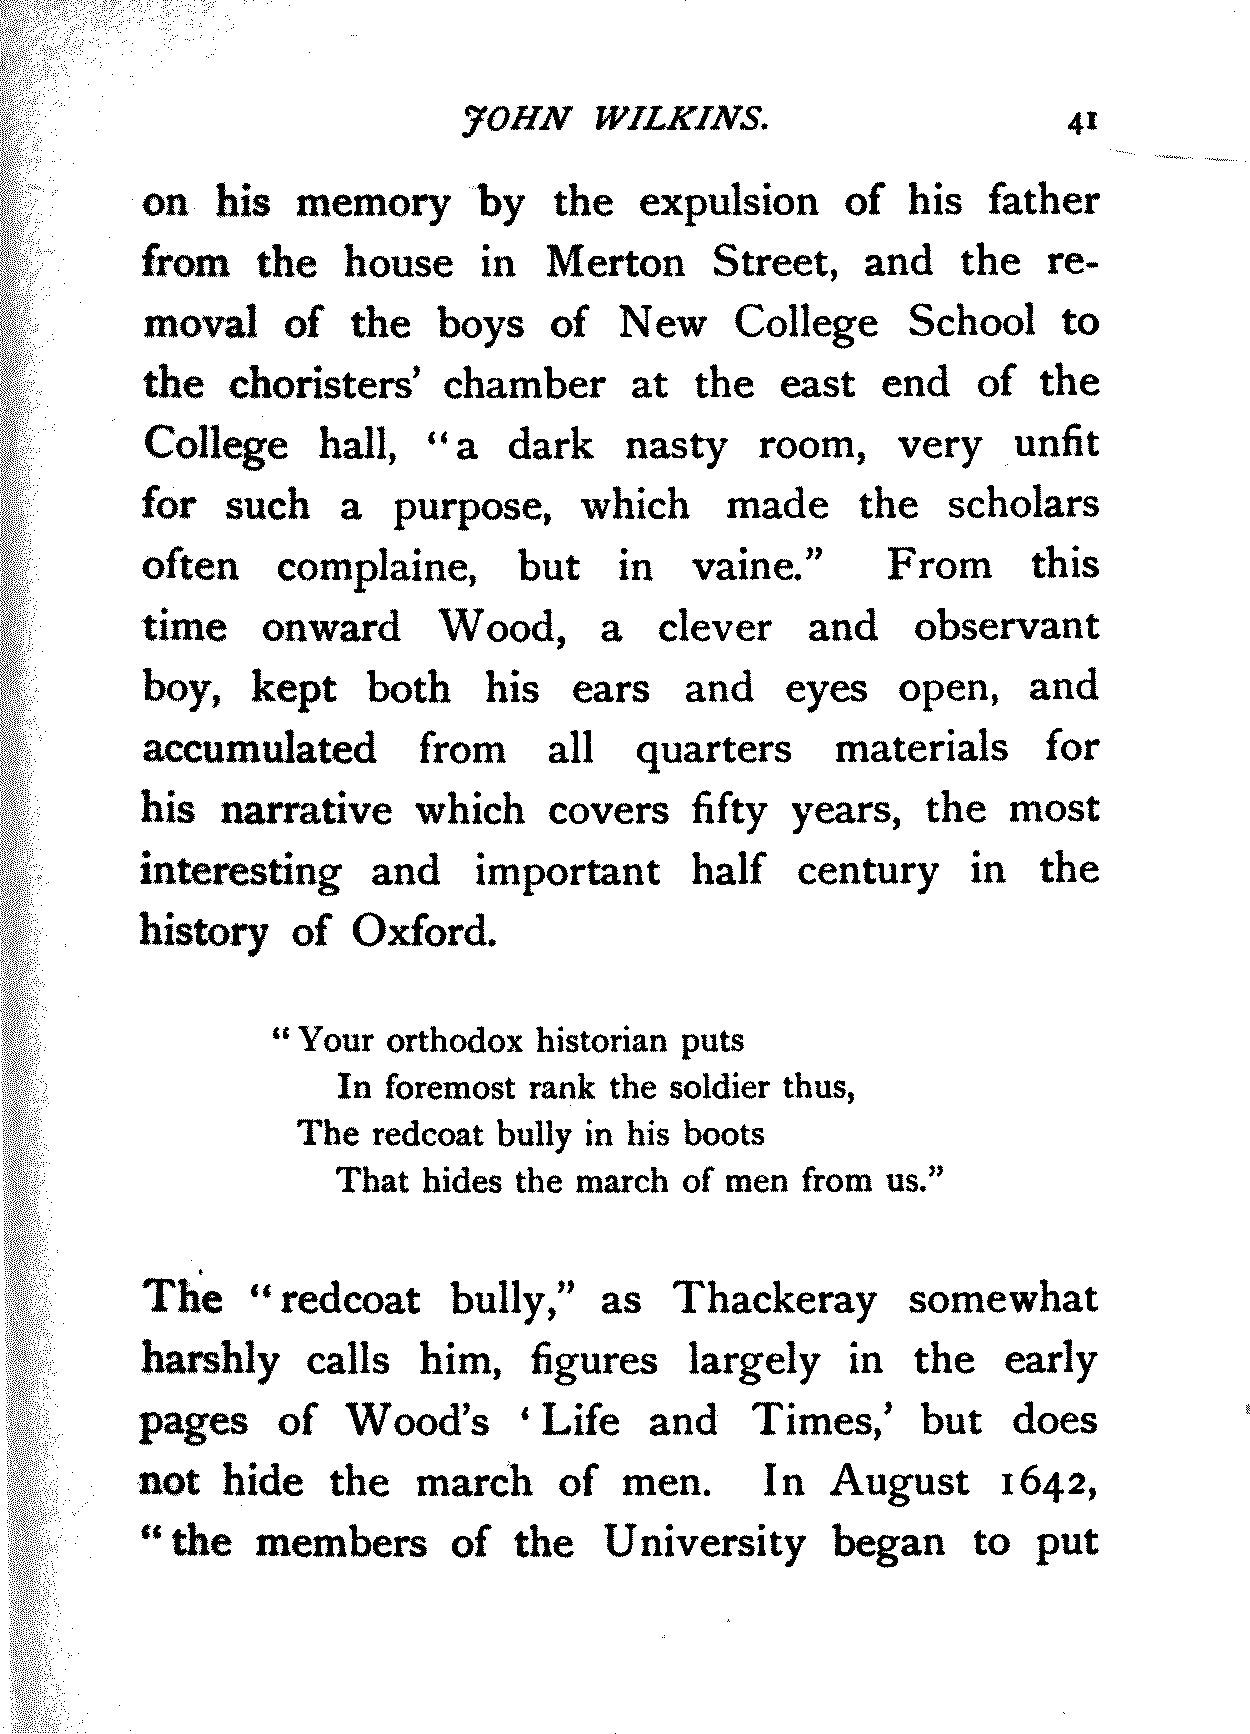 JOHN WILKINS. 41
on his memory by the expulsion of his father
from the house in Merton Street, and the re-
moval of the boys of New College School to
the choristers' chamber at the east end of the
College hall, "a dark nasty room, very unfit
for such a purpose, which made the scholars
often complaine, but in vaine." From this
time onward Wood, a clever and observant
boy, kept both his ears and eyes open, and
accumulated from all quarters materials for
his narrative which covers fifty years, the most
interesting and important half century in the
history of Oxford.
"Your orthodox historian puts
In foremost rank the soldier thus,
The redcoat bully in his boots
That hides the march of men from us."
The "redcoat bully," as Thackeray somewhat
harshly calls him, figures largely in the early
pages of Wood's 'Life and Times,' but does
not hide the march of men. In August 1642,
"the members of the University began to put